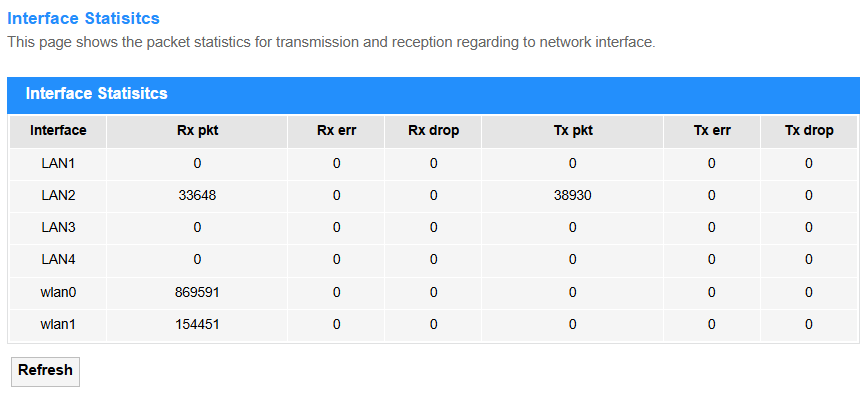 Interface Statisitcs
This page shows the packet statistics for transmission and reception regarding to network interface.
Interface Statisitcs
Interface Rx pkt Rx err Rx drop Tx pkt Tx err Tx drop
LAN1 0 0 0 0 0 0
LAN2 33648 0 0 38930 0 0
LAN3 0 0 0 0 0 0
LAN4 0 0 0 0 0 0
wlan0 869591 0 0 0 0 0
wlan1 154451 0 0 0 0 0
Refresh